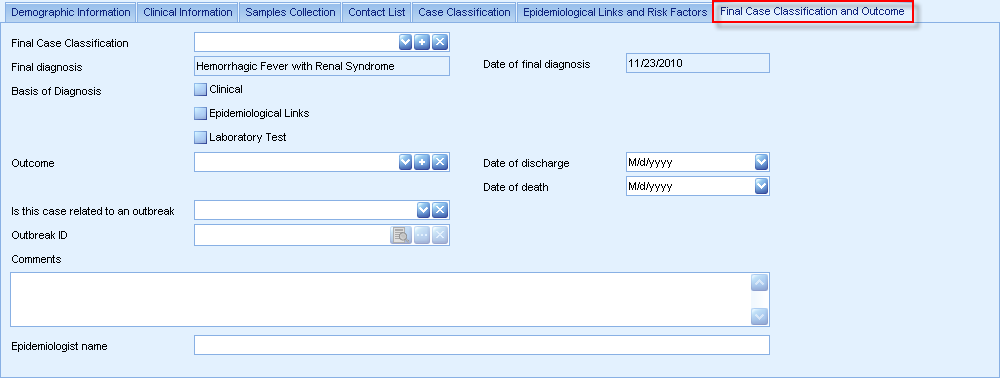 Demographic Information Clinical Information Samples Collection Contact List Case Classification Epidemiological Links and Risk Factors Final Case Classification and Outcome
Final Case Classification
Final diagnosis Hemorrhagic Fever with Renal Syndrome Date of final diagnosis 11/23/2010
Basis of Diagnosis Clinical
Epidemiological Links
Laboratory Test
Outcome Date of discharge M/d/yyyy
Date of death M/d/yyyy
Is this case related to an outbreak
Outbreak ID
Comments
Epidemiologist name